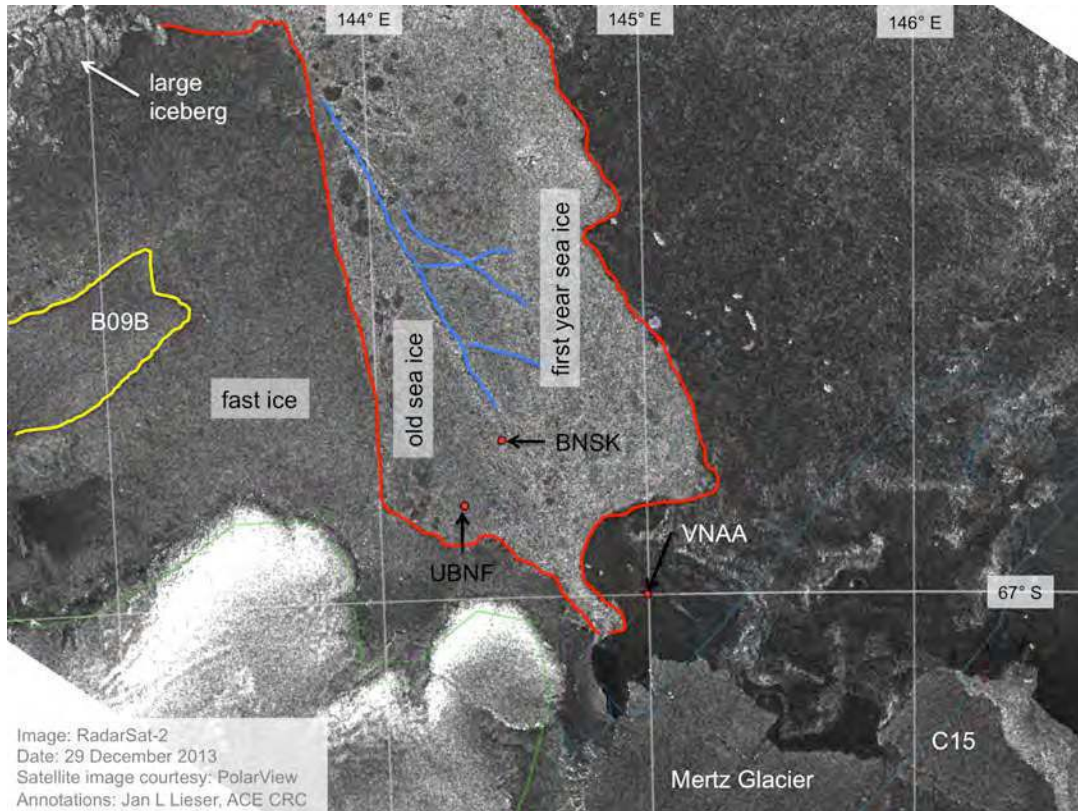 144° E
145° E
146° E
large
iceberg
B09B
fast ice
old sea ice
first year sea ice
BNSK
UBNF
VNAA
67° S
C15
Mertz Glacier
Image: RadarSat-2
Date: 29 December 2013
Satellite image courtesy: PolarView
Annotations: Jan L Lieser, ACE CRC